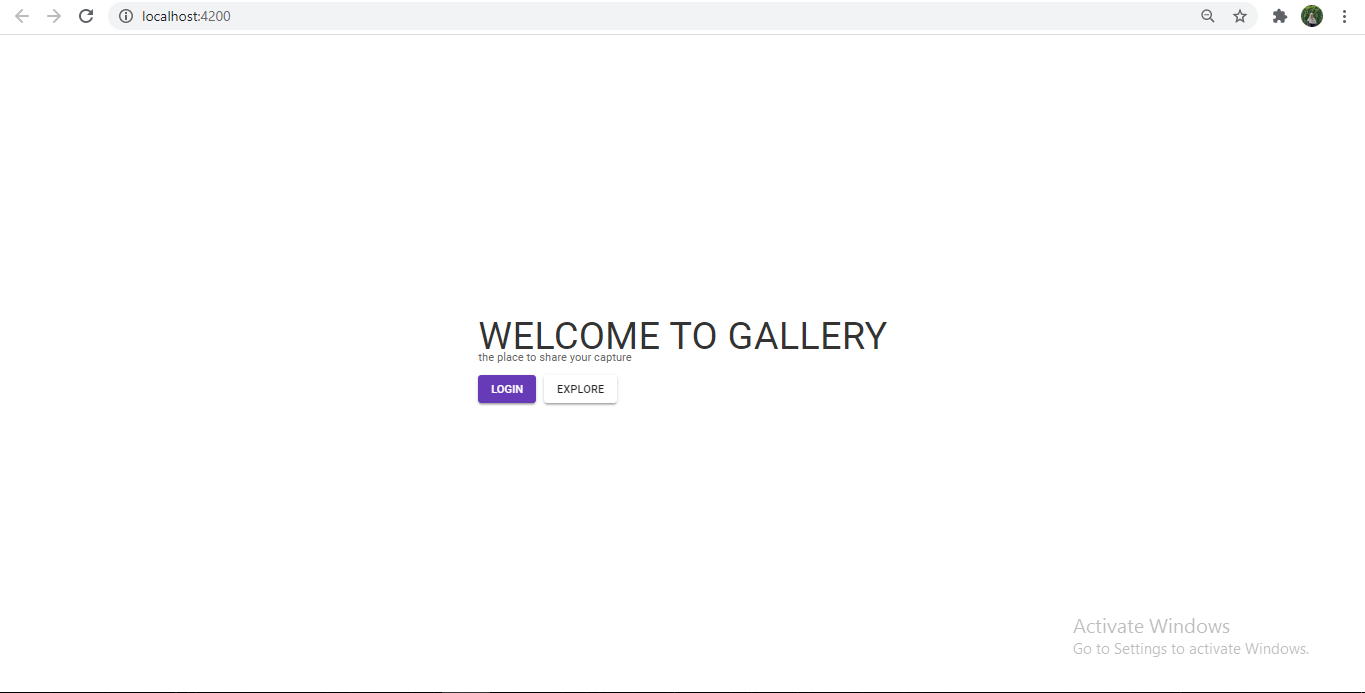 localhost:4200
WELCOME TO GALLERY
the place to share your capture
LOGIN EXPLORE
Activate Windows
Go to Settings to activate Windows.